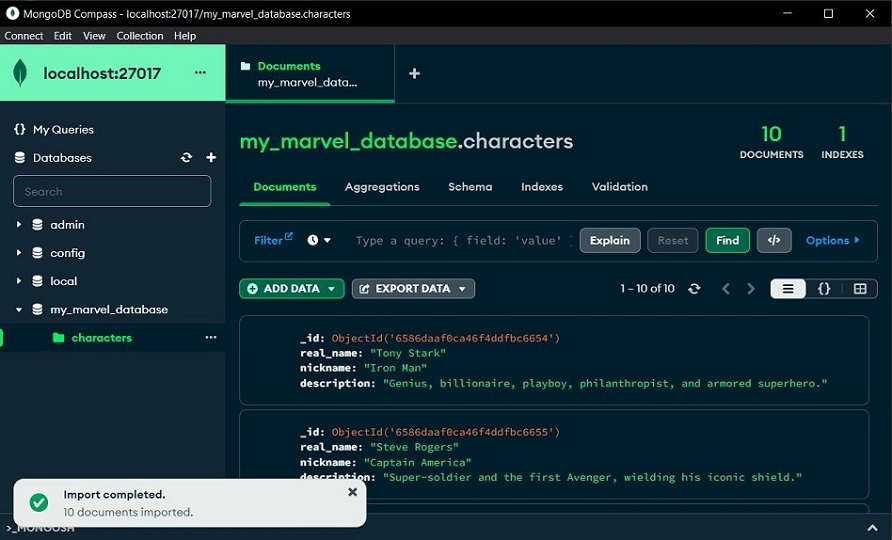 MongoDB Compass - localhost:27017/my_marvel_database.characters
Connect Edit View Collection Help
localhost:27017 ...
Documents
my_marvel_data...
+
{} My Queries
Databases
Search
admin
config
local
my_marvel_database
characters ...
my_marvel_database.characters
10
DOCUMENTS
1
INDEXES
Documents Aggregations Schema Indexes Validation
Filter Type a query: { field: 'value' } Explain Reset Find </> Options
ADD DATA EXPORT DATA 1 – 10 of 10 {}
_id: ObjectId('6586daaf0ca46f4ddfbc6654')
real_name: "Tony Stark"
nickname: "Iron Man"
description: "Genius, billionaire, playboy, philanthropist, and armored superhero."
_id: ObjectId('6586daaf0ca46f4ddfbc6655')
real_name: "Steve Rogers"
nickname: "Captain America"
description: "Super-soldier and the first Avenger, wielding his iconic shield."
Import completed.
10 documents imported.
>_MONGOSH